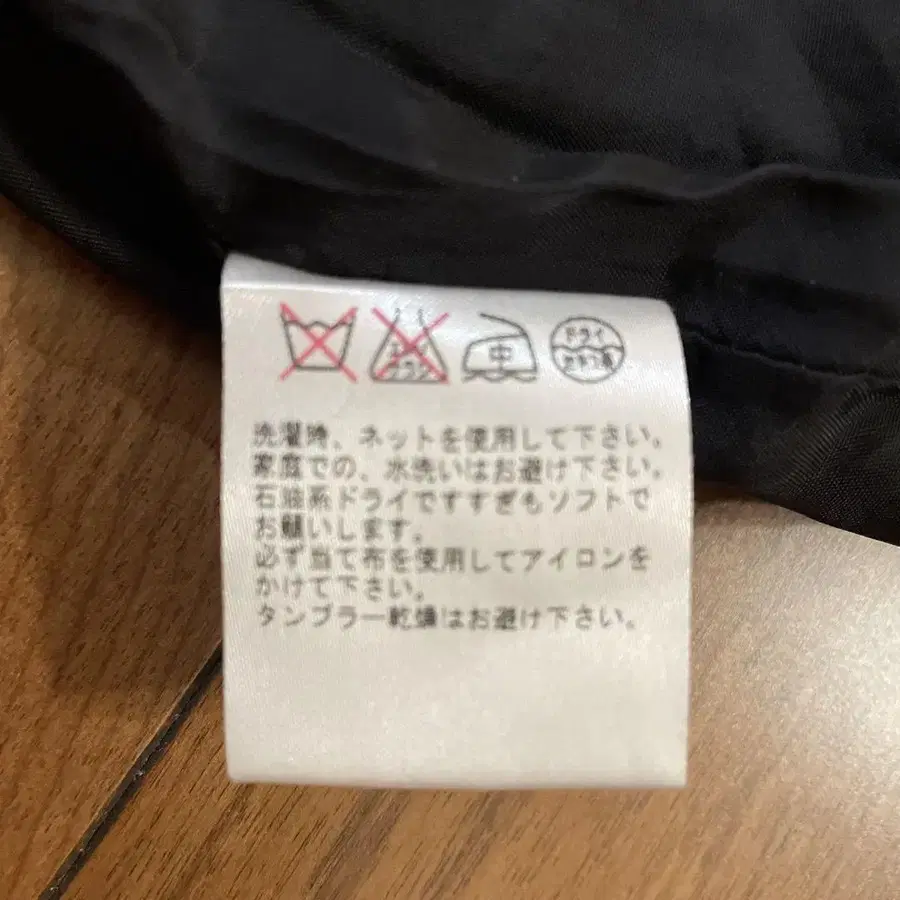 中
ドライ
洗濯時、ネットを使用して下さい。
家庭での、水洗いはお避け下さい。
石油系ドライですすぎもソフトで
お願いします。
必ず当て布を使用してアイロンを
かけて下さい。
タンブラー乾燥はお避け下さい。